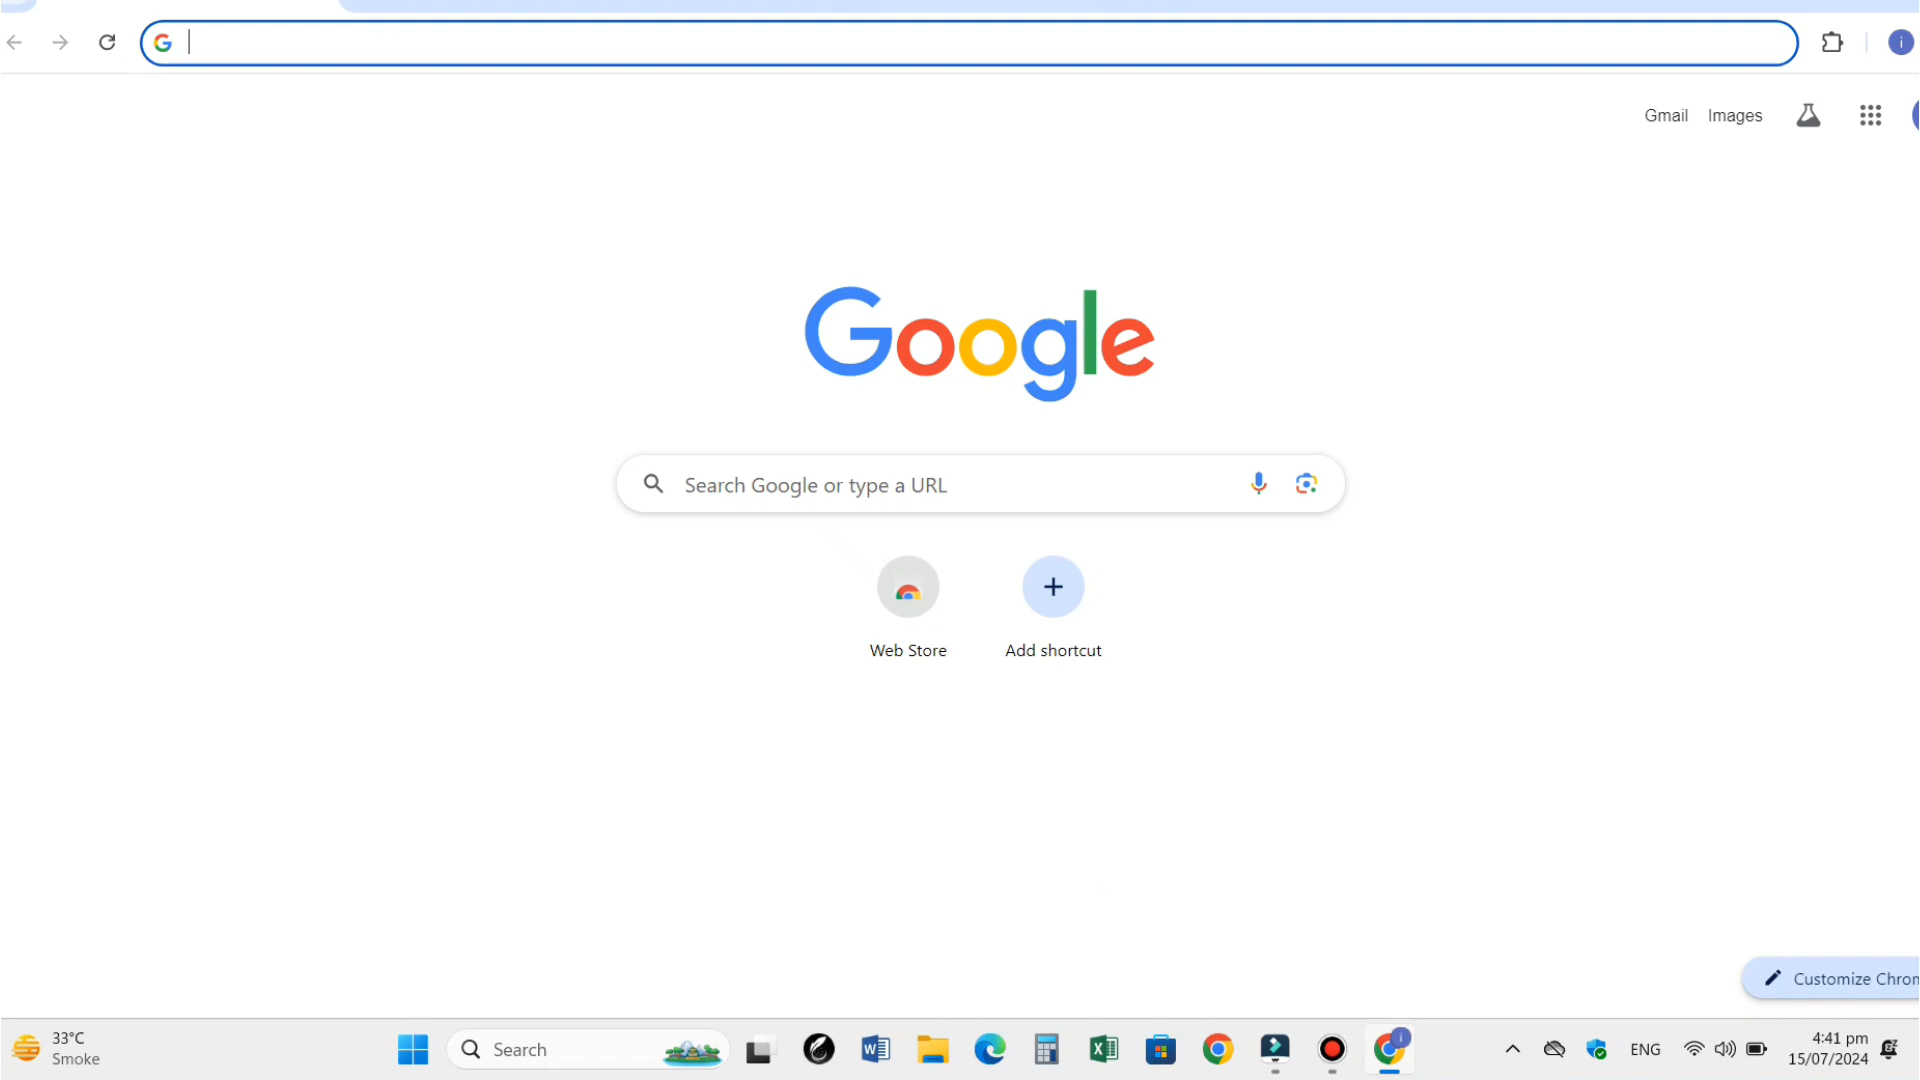 Gmail Images
Google
Search Google or type a URL
Web Store
Add shortcut
Customize Chrom
33°C
Smoke
Search
ENG
4:41 pm
15/07/2024